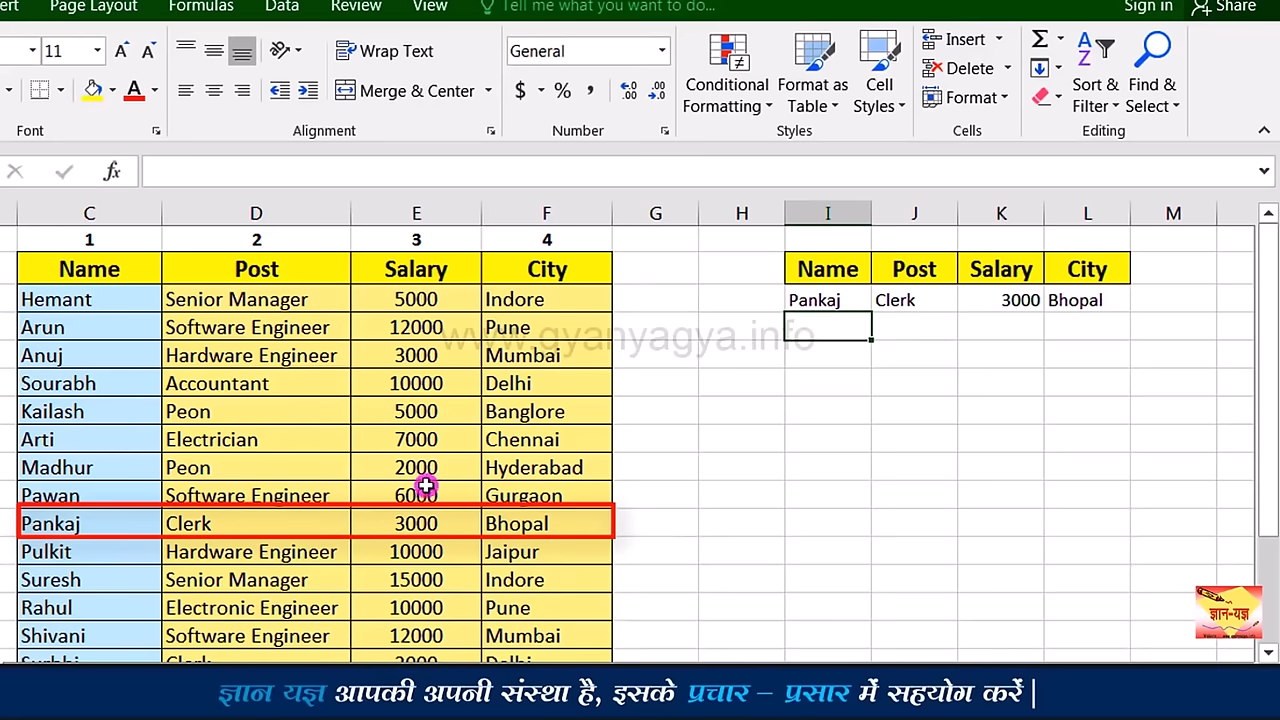 ert Page Layout Formulas Data Review View Tell me what you want to do... Sign in Share
11 Wrap Text General Insert
Conditional Formatting Format as Table Cell Styles Delete Sort & Filter Find & Select
Merge & Center $ % , Format
Font Alignment Number Styles Cells Editing
fx
C D E F G H I J K L M
1 2 3 4
Name Post Salary City Name Post Salary City
Hemant Senior Manager 5000 Indore Pankaj Clerk 3000 Bhopal
Arun Software Engineer 12000 Pune
www.gyanyagya.info
Anuj Hardware Engineer 3000 Mumbai
Sourabh Accountant 10000 Delhi
Kailash Peon 5000 Banglore
Arti Electrician 7000 Chennai
Madhur Peon 2000 Hyderabad
Pawan Software Engineer 6000 Gurgaon
Pankaj Clerk 3000 Bhopal
Pulkit Hardware Engineer 10000 Jaipur
Suresh Senior Manager 15000 Indore
Rahul Electronic Engineer 10000 Pune
ज्ञान-यज्ञ
Shivani Software Engineer 12000 Mumbai
ज्ञान यज्ञ आपकी अपनी संस्था है, इसके प्रचार – प्रसार में सहयोग करें |